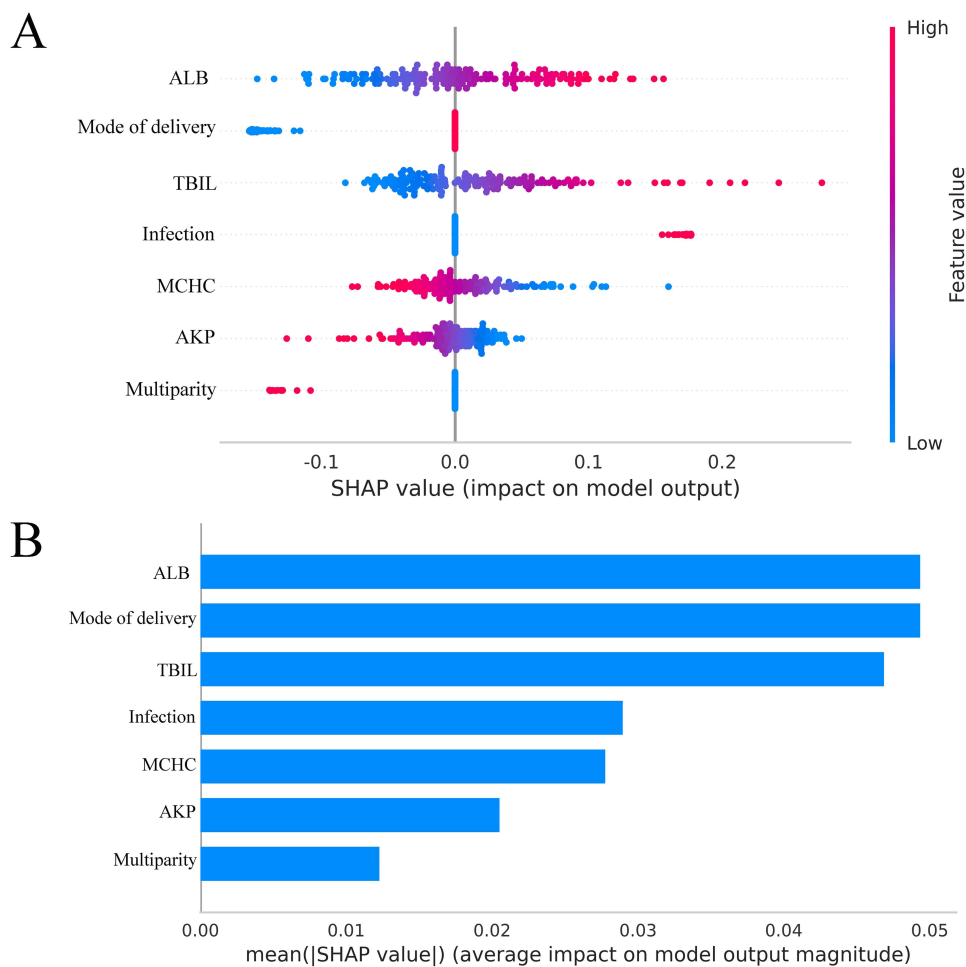 A
High
ALB
Mode of delivery
TBIL
Infection
MCHC
AKP
Multiparity
Feature value
Low
-0.1 0.0 0.1 0.2
SHAP value (impact on model output)
B
ALB
Mode of delivery
TBIL
Infection
MCHC
AKP
Multiparity
0.00 0.01 0.02 0.03 0.04 0.05
mean(|SHAP value|) (average impact on model output magnitude)